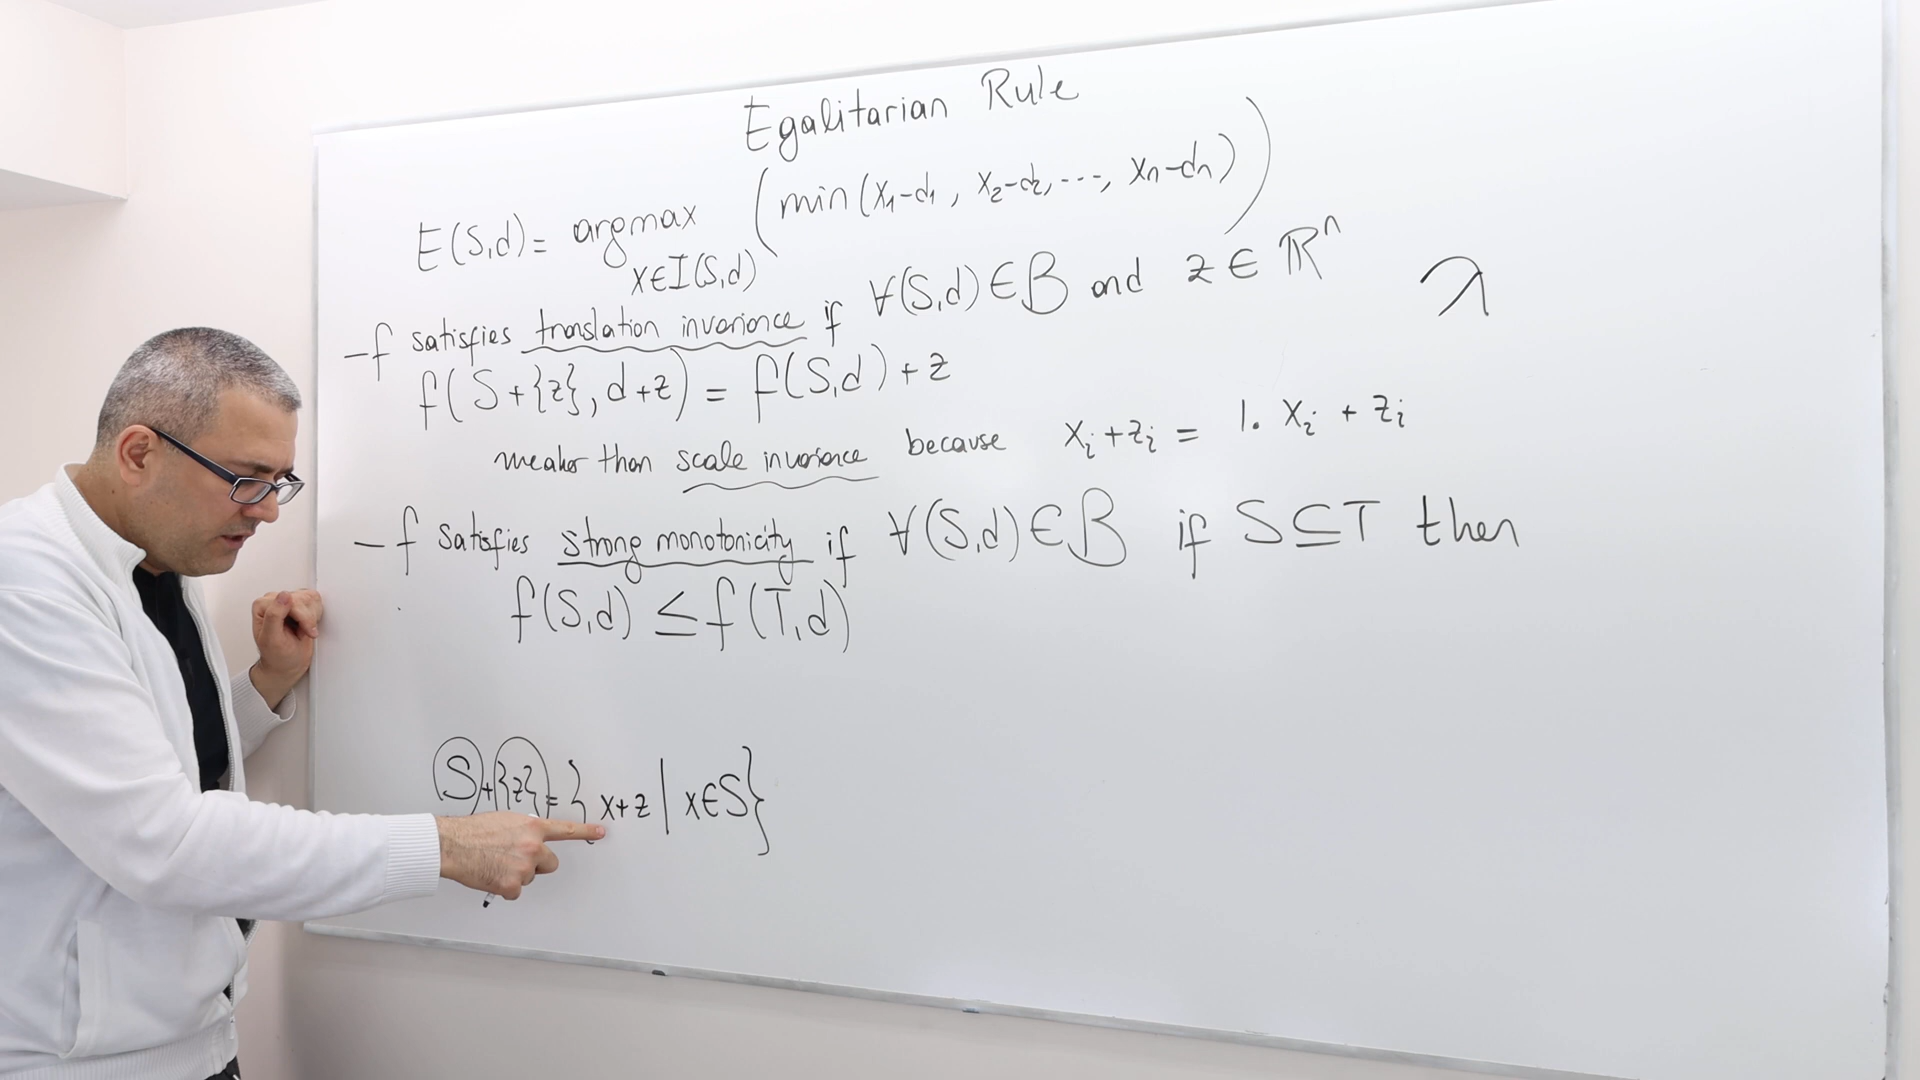 Egalitarian Rule
E(S,d) = argmax (min(x₁-d₁, x₂-d₂, ..., xₙ-dₙ))
x∈I(S,d)
-f satisfies translation invariance if ∀(S,d)∈B and z∈ℝⁿ
f(S+{z}, d+z) = f(S,d)+z
λ
weaker than scale invariance because xᵢ+zᵢ = 1. xᵢ + zᵢ
-f satisfies strong monotonicity if ∀(S,d)∈B if S⊆T then
f(S,d) ≤ f(T,d)
S+{z}={x+z | x∈S}